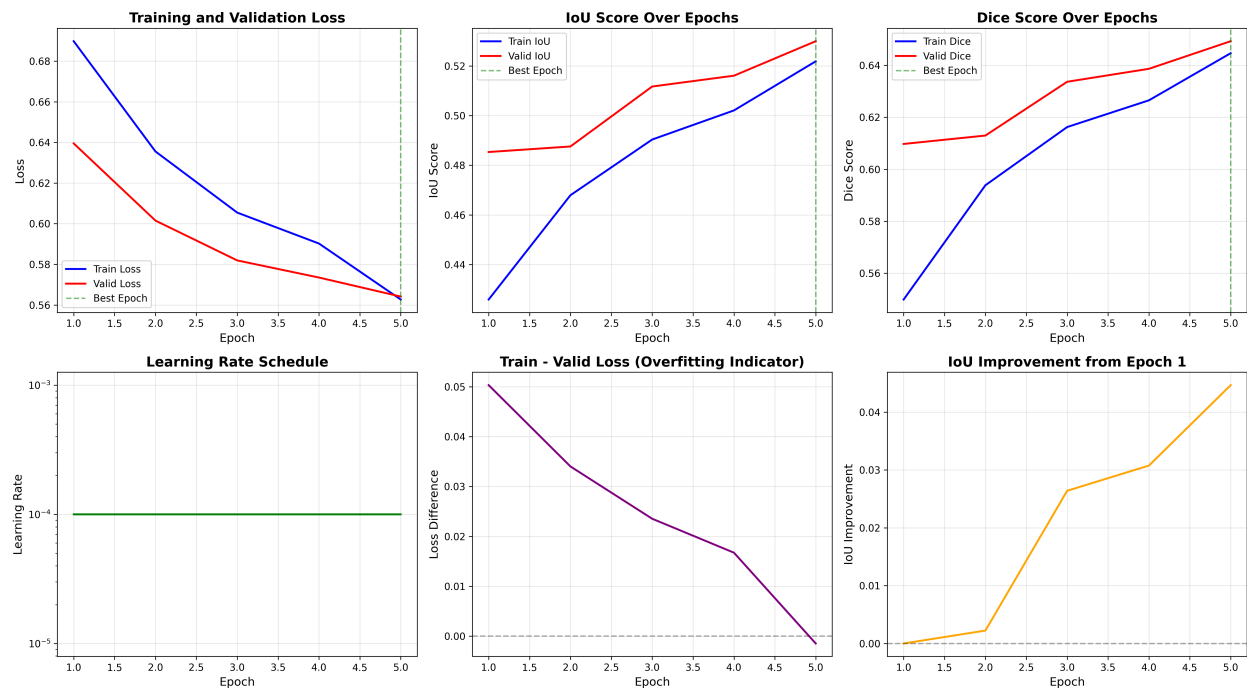 Training and Validation Loss
Loss
0.68
0.66
0.64
0.62
0.60
0.58
0.56
Train Loss
Valid Loss
Best Epoch
1.0 1.5 2.0 2.5 3.0 3.5 4.0 4.5 5.0
Epoch
IoU Score Over Epochs
IoU Score
0.52
0.50
0.48
0.46
0.44
Train IoU
Valid IoU
Best Epoch
1.0 1.5 2.0 2.5 3.0 3.5 4.0 4.5 5.0
Epoch
Dice Score Over Epochs
Dice Score
0.64
0.62
0.60
0.58
0.56
Train Dice
Valid Dice
Best Epoch
1.0 1.5 2.0 2.5 3.0 3.5 4.0 4.5 5.0
Epoch
Learning Rate Schedule
Learning Rate
10⁻³
10⁻⁴
10⁻⁵
1.0 1.5 2.0 2.5 3.0 3.5 4.0 4.5 5.0
Epoch
Train - Valid Loss (Overfitting Indicator)
Loss Difference
0.05
0.04
0.03
0.02
0.01
0.00
1.0 1.5 2.0 2.5 3.0 3.5 4.0 4.5 5.0
Epoch
IoU Improvement from Epoch 1
IoU Improvement
0.04
0.03
0.02
0.01
0.00
1.0 1.5 2.0 2.5 3.0 3.5 4.0 4.5 5.0
Epoch